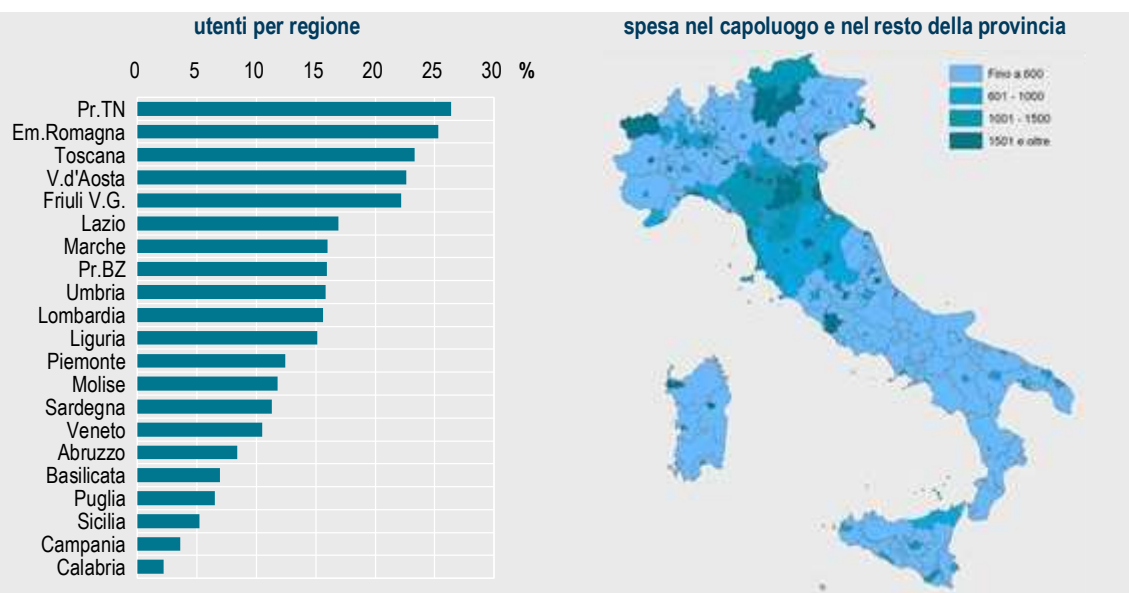 utenti per regione
0 5 10 15 20 25 30 %
Pr.TN
Em.Romagna
Toscana
V.d'Aosta
Friuli V.G.
Lazio
Marche
Pr.BZ
Umbria
Lombardia
Liguria
Piemonte
Molise
Sardegna
Veneto
Abruzzo
Basilicata
Puglia
Sicilia
Campania
Calabria
spesa nel capoluogo e nel resto della provincia
Fino a 600
601 - 1000
1001 - 1500
1501 e oltre